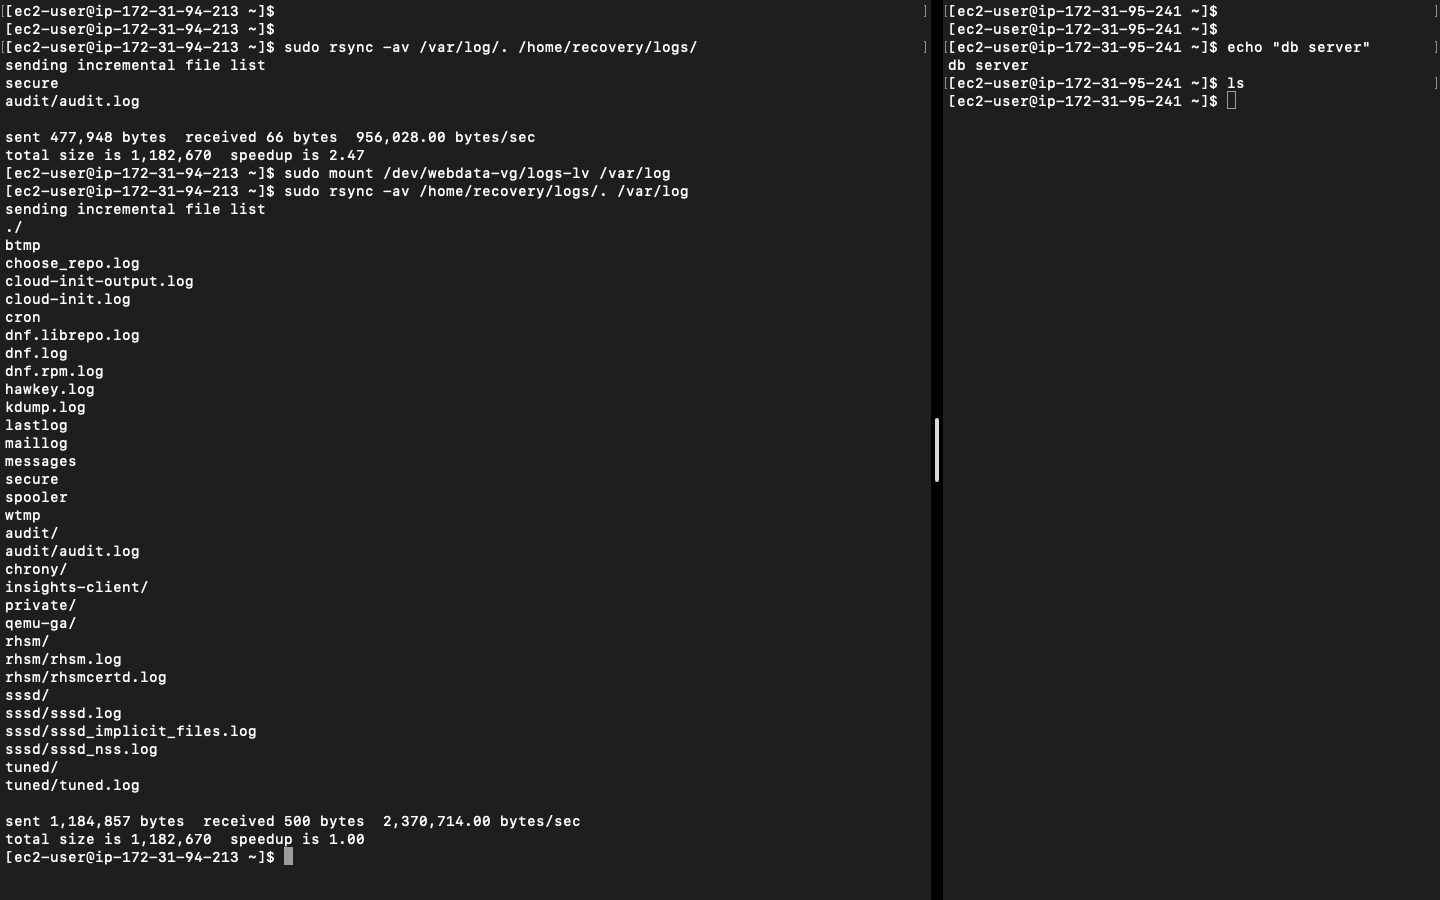 [ec2-user@ip-172-31-94-213 ~]$
[ec2-user@ip-172-31-94-213 ~]$
[ec2-user@ip-172-31-94-213 ~]$ sudo rsync -av /var/log/. /home/recovery/logs/
sending incremental file list
secure
audit/audit.log
sent 477,948 bytes  received 66 bytes  956,028.00 bytes/sec
total size is 1,182,670  speedup is 2.47
[ec2-user@ip-172-31-94-213 ~]$ sudo mount /dev/webdata-vg/logs-lv /var/log
[ec2-user@ip-172-31-94-213 ~]$ sudo rsync -av /home/recovery/logs/. /var/log
sending incremental file list
./
btmp
choose_repo.log
cloud-init-output.log
cloud-init.log
cron
dnf.librepo.log
dnf.log
dnf.rpm.log
hawkey.log
kdump.log
lastlog
maillog
messages
secure
spooler
wtmp
audit/
audit/audit.log
chrony/
insights-client/
private/
qemu-ga/
rhsm/
rhsm/rhsm.log
rhsm/rhsmcertd.log
sssd/
sssd/sssd.log
sssd/sssd_implicit_files.log
sssd/sssd_nss.log
tuned/
tuned/tuned.log
sent 1,184,857 bytes  received 500 bytes  2,370,714.00 bytes/sec
total size is 1,182,670  speedup is 1.00
[ec2-user@ip-172-31-94-213 ~]$
[ec2-user@ip-172-31-95-241 ~]$
[ec2-user@ip-172-31-95-241 ~]$
[ec2-user@ip-172-31-95-241 ~]$ echo "db server"
db server
[ec2-user@ip-172-31-95-241 ~]$ ls
[ec2-user@ip-172-31-95-241 ~]$